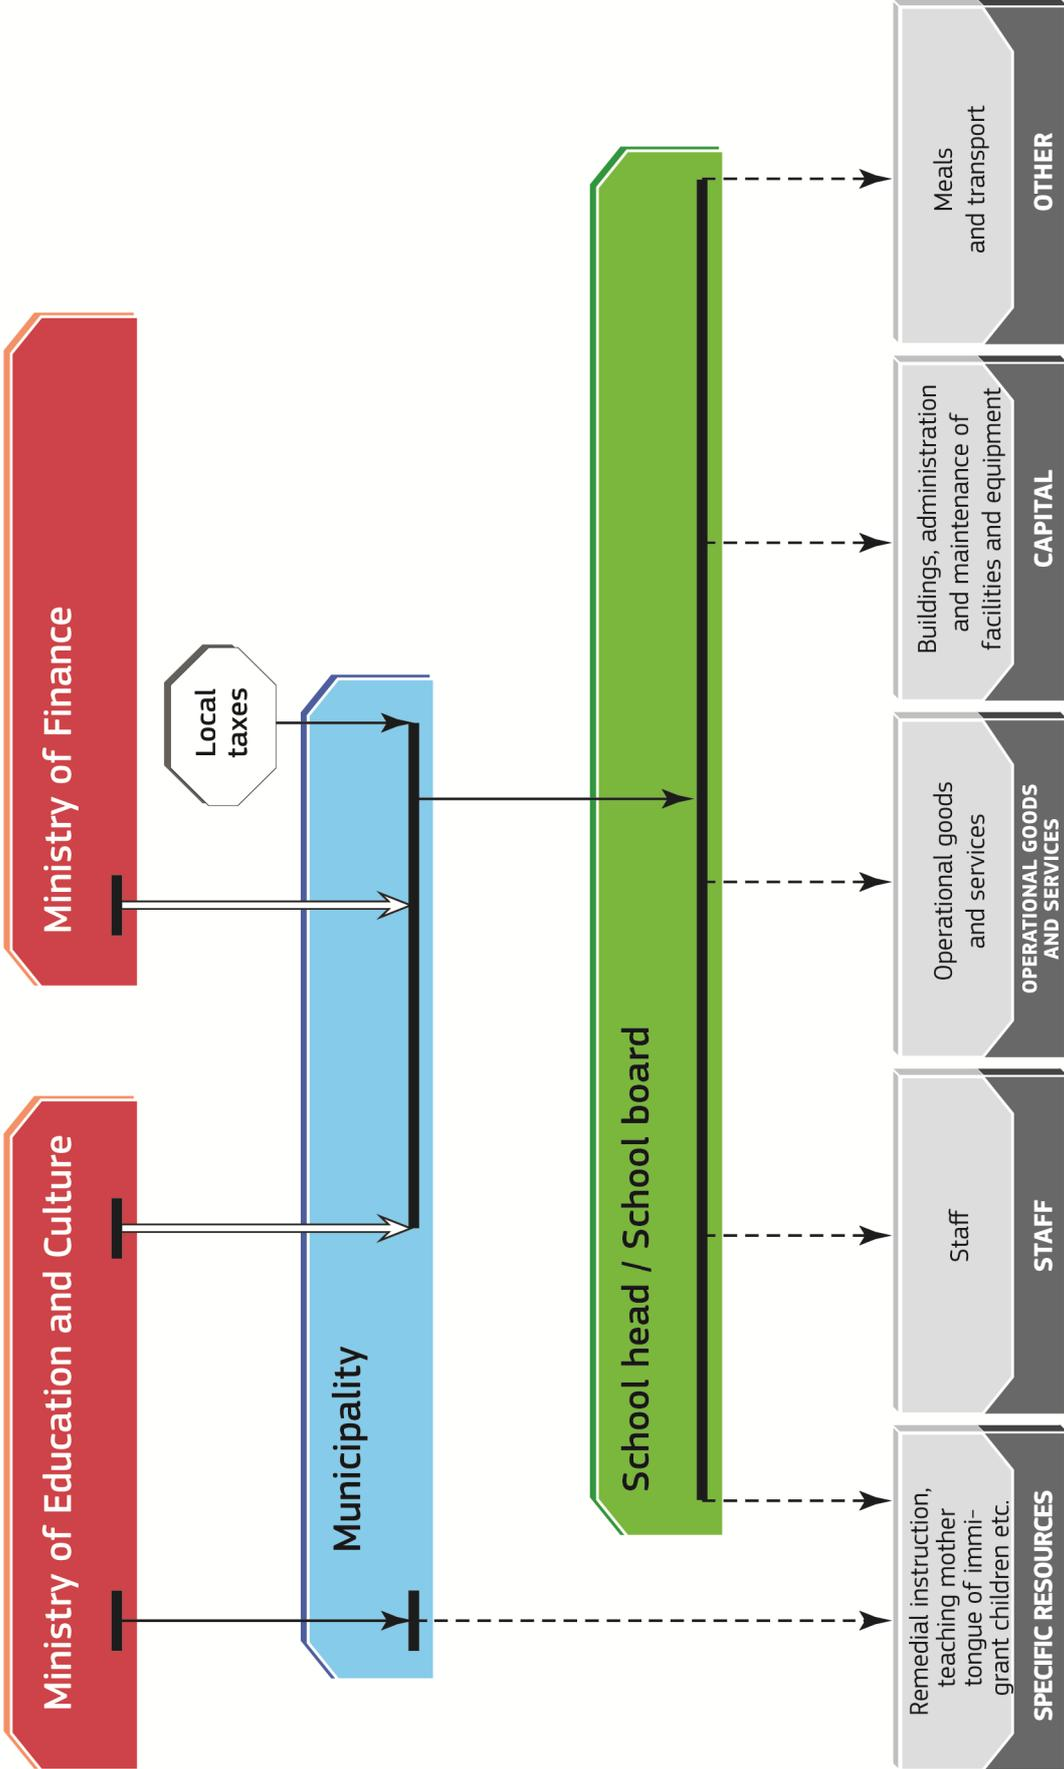 Ministry of Education and Culture
Ministry of Finance
Local
taxes
Municipality
School head / School board
Remedial instruction,
teaching mother
tongue of immi-
grant children etc.
SPECIFIC RESOURCES
Staff
STAFF
Operational goods
and services
OPERATIONAL GOODS
AND SERVICES
Buildings, administration
and maintenance of
facilities and equipment
CAPITAL
Meals
and transport
OTHER